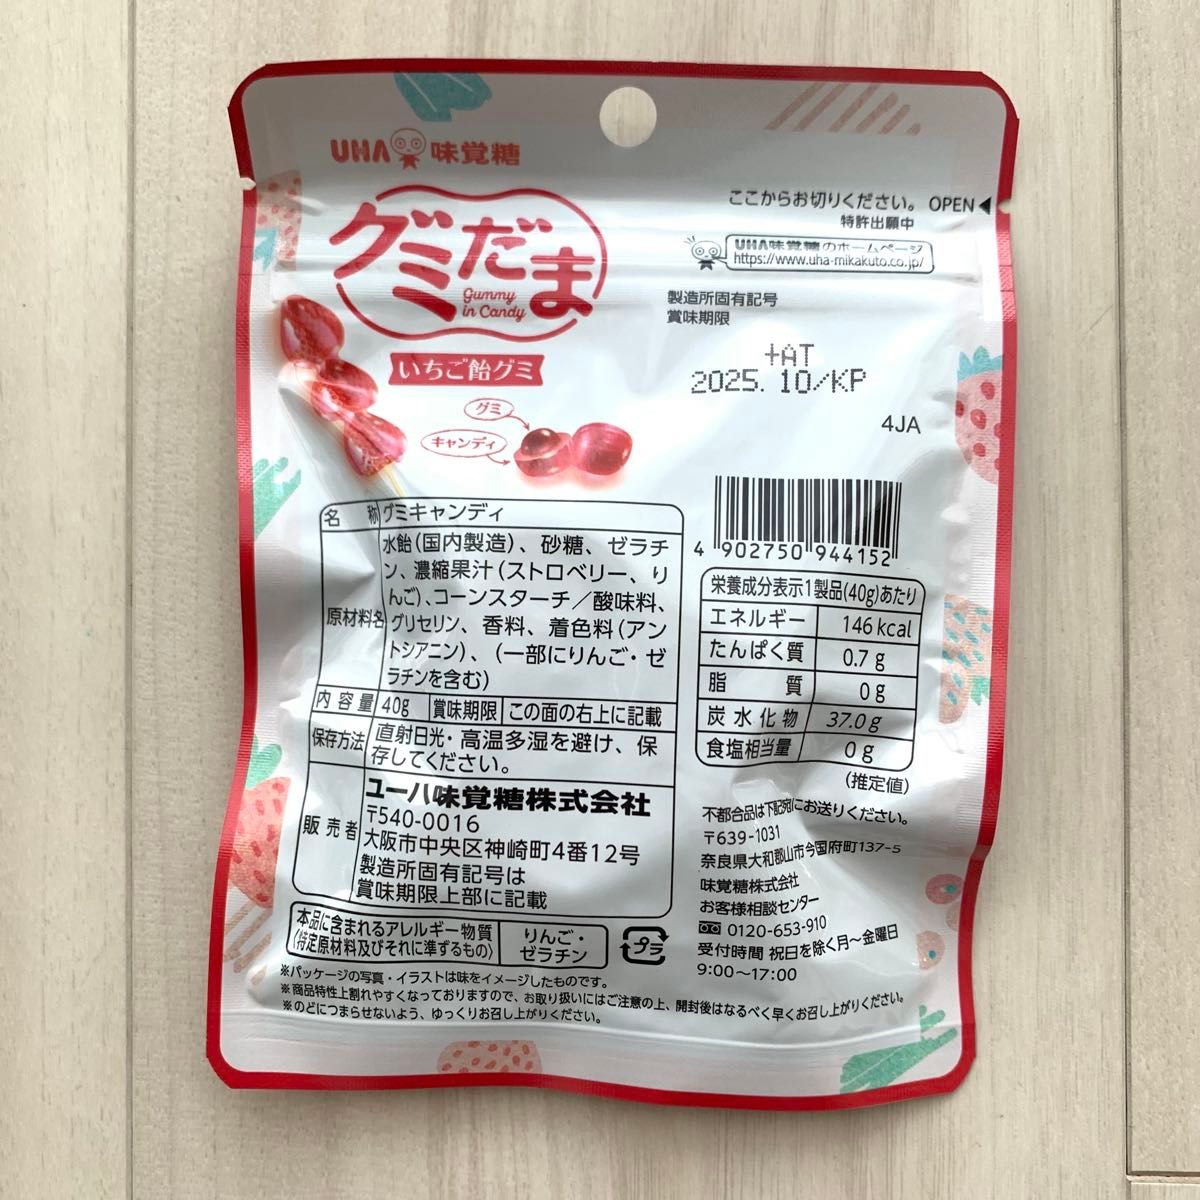 UHA 味覚糖
グミだま
Gummy
in Candy
いちご飴グミ
グミ
キャンディ
ここからお切りください。 OPEN◀
特許出願中
UHA味覚糖のホームページ
https://www.uha-mikakuto.co.jp/
製造所固有記号
賞味期限
+AT
2025. 10/KP
4JA
4 902750 944152
名 称 グミキャンディ
原材料名
水飴(国内製造)、砂糖、ゼラチ
ン、濃縮果汁(ストロベリー、り
んご)、コーンスターチ/酸味料、
グリセリン、香料、着色料(アン
トシアニン)、(一部にりんご・ゼ
ラチンを含む)
内容量 40g 賞味期限 この面の右上に記載
保存方法 直射日光・高温多湿を避け、保
存してください。
販売者
ユーハ味覚糖株式会社
〒540-0016
大阪市中央区神崎町4番12号
製造所固有記号は
賞味期限上部に記載
本品に含まれるアレルギー物質
(特定原材料及びそれに準ずるもの)
りんご・
ゼラチン
プラ
栄養成分表示1製品(40g)あたり
エネルギー 146kcal
たんぱく質 0.7g
脂質 0g
炭水化物 37.0g
食塩相当量 0g
(推定値)
不都合品は下記宛にお送りください。
〒639-1031
奈良県大和郡山市今国府町137-5
味覚糖株式会社
お客様相談センター
0120-653-910
受付時間 祝日を除く月〜金曜日
9:00〜17:00
※パッケージの写真・イラストは味をイメージしたものです。
※商品特性上割れやすくなっておりますので、お取り扱いにはご注意の上、開封後はなるべく早くお召し上がりください。
※のどにつまらせないよう、ゆっくりお召し上がりください。